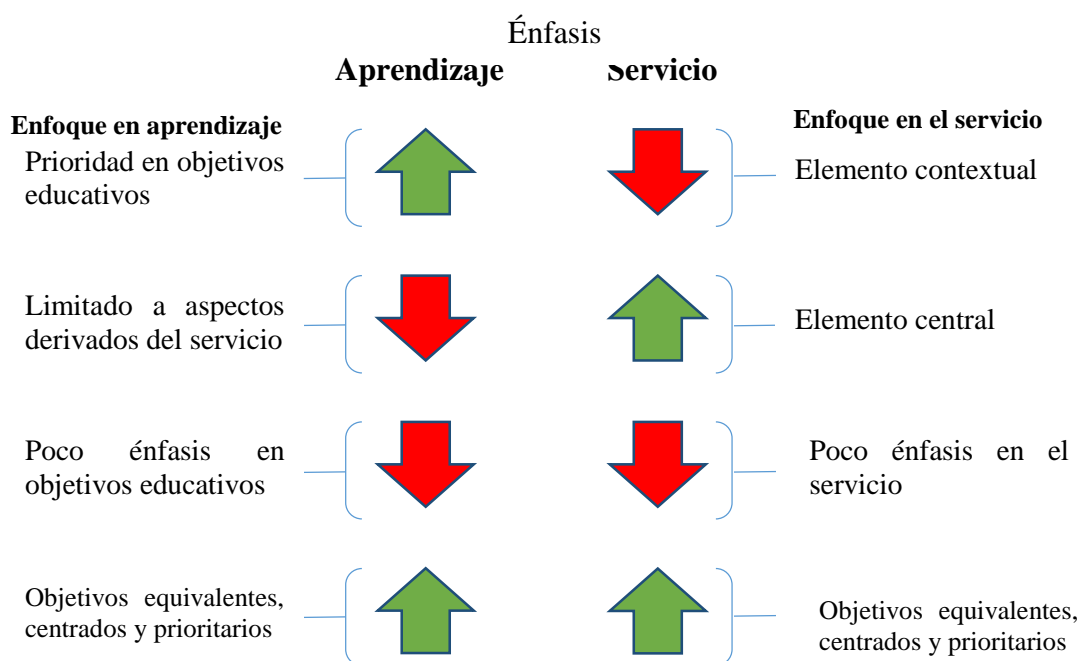 Énfasis
Aprendizaje
Servicio
Enfoque en aprendizaje
Prioridad en objetivos
educativos
Enfoque en el servicio
Elemento contextual
Limitado a aspectos
derivados del servicio
Elemento central
Poco énfasis en
objetivos educativos
Poco énfasis en el
servicio
Objetivos equivalentes,
centrados y prioritarios
Objetivos equivalentes,
centrados y prioritarios